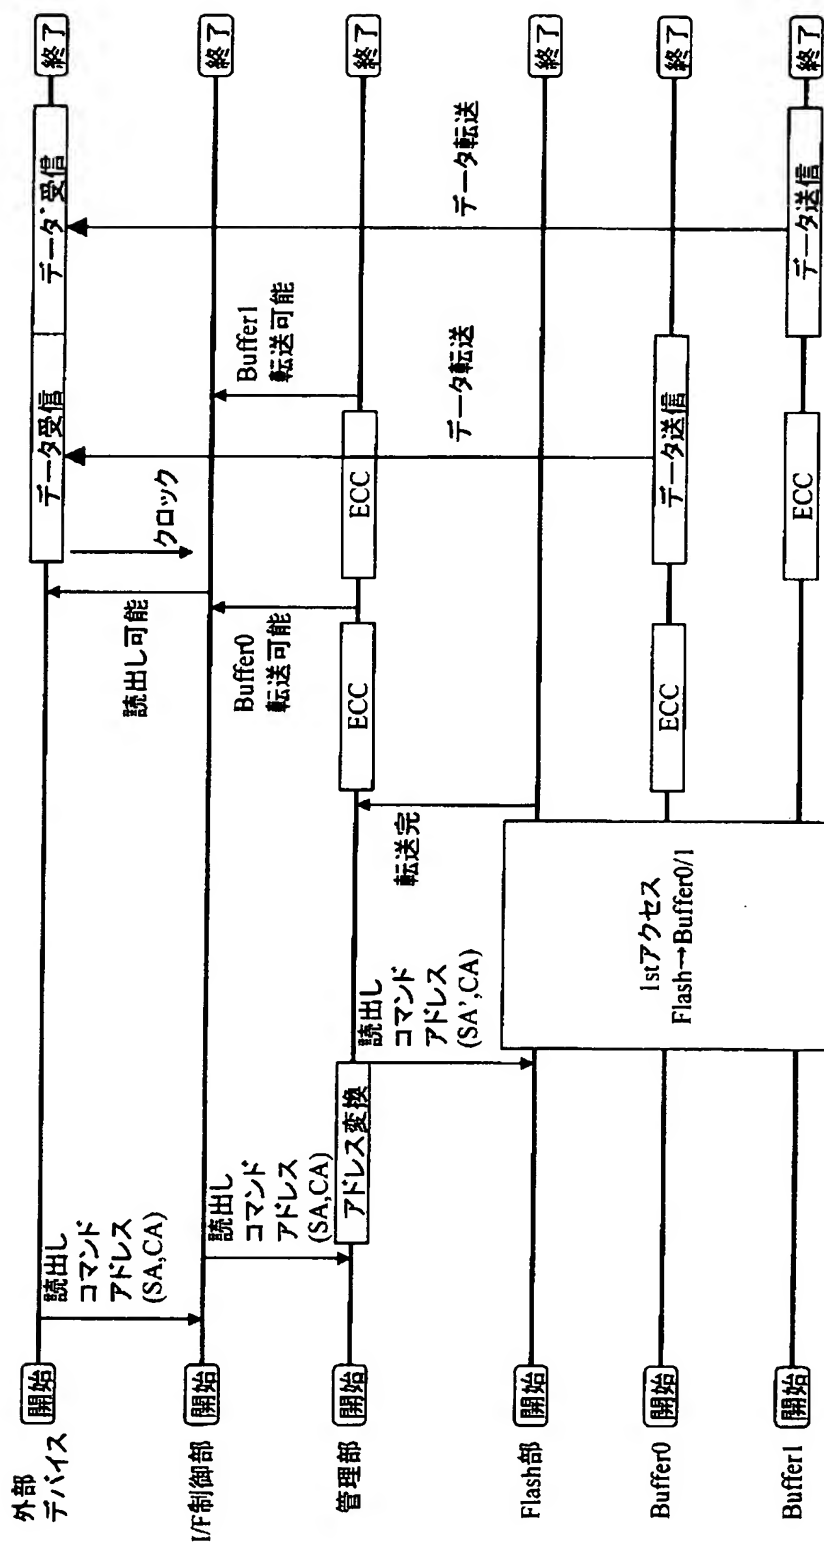 外部
デバイス
開始
読出し
コマンド
アドレス
(SA,CA)
読出し可能
クロック
データ受信
データ受信
終了
I/F制御部
開始
読出し
コマンド
アドレス
(SA,CA)
Buffer0
転送可能
Buffer1
転送可能
終了
管理部
開始
アドレス変換
読出し
コマンド
アドレス
(SA',CA)
転送完
ECC
ECC
終了
Flash部
開始
1stアクセス
Flash→Buffer0/1
データ転送
データ転送
終了
Buffer0
開始
ECC
データ送信
終了
Buffer1
開始
ECC
データ送信
終了